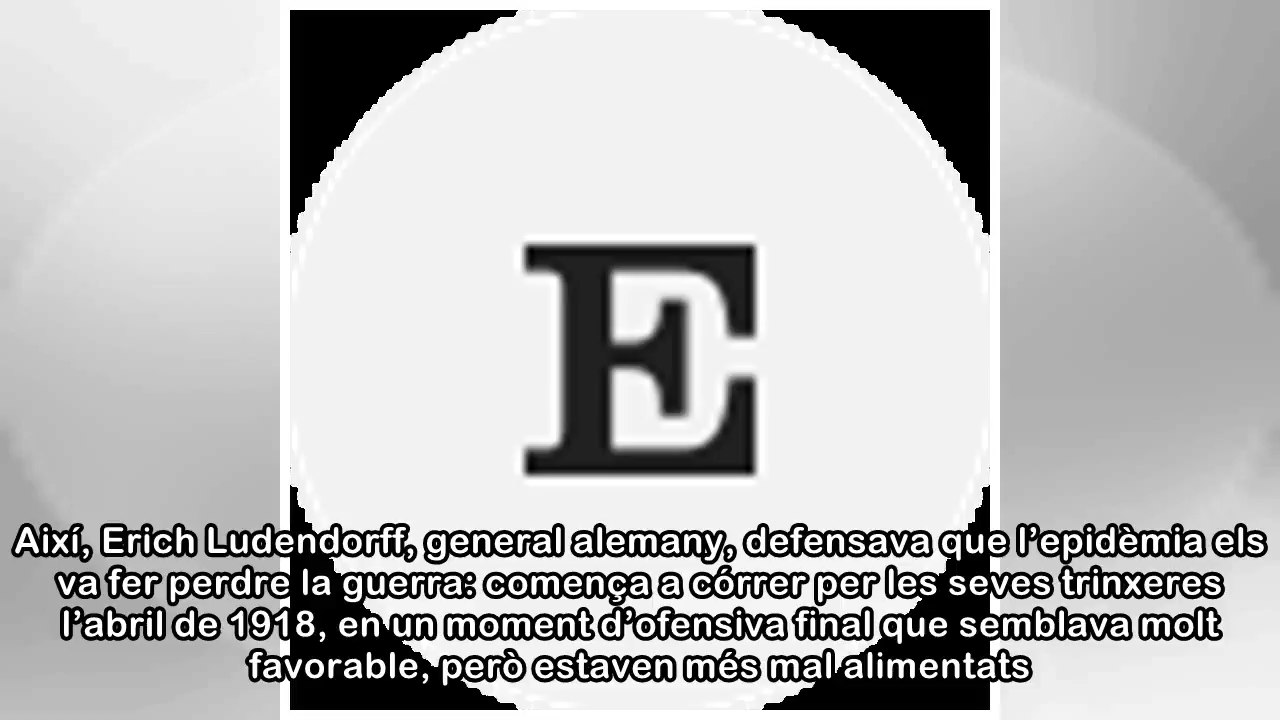 E
Així, Erich Ludendorff, general alemany, defensava que l’epidèmia els
va fer perdre la guerra: comença a córrer per les seves trinxeres
l’abril de 1918, en un moment d’ofensiva final que semblava molt
favorable, però estaven més mal alimentats